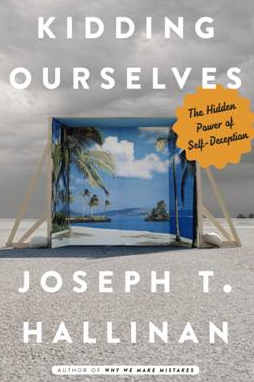 KIDDING
OURSELVES
The Hidden
Power of
Self-Deception
JOSEPH T.
HALLINAN
AUTHOR OF WHY WE MAKE MISTAKES